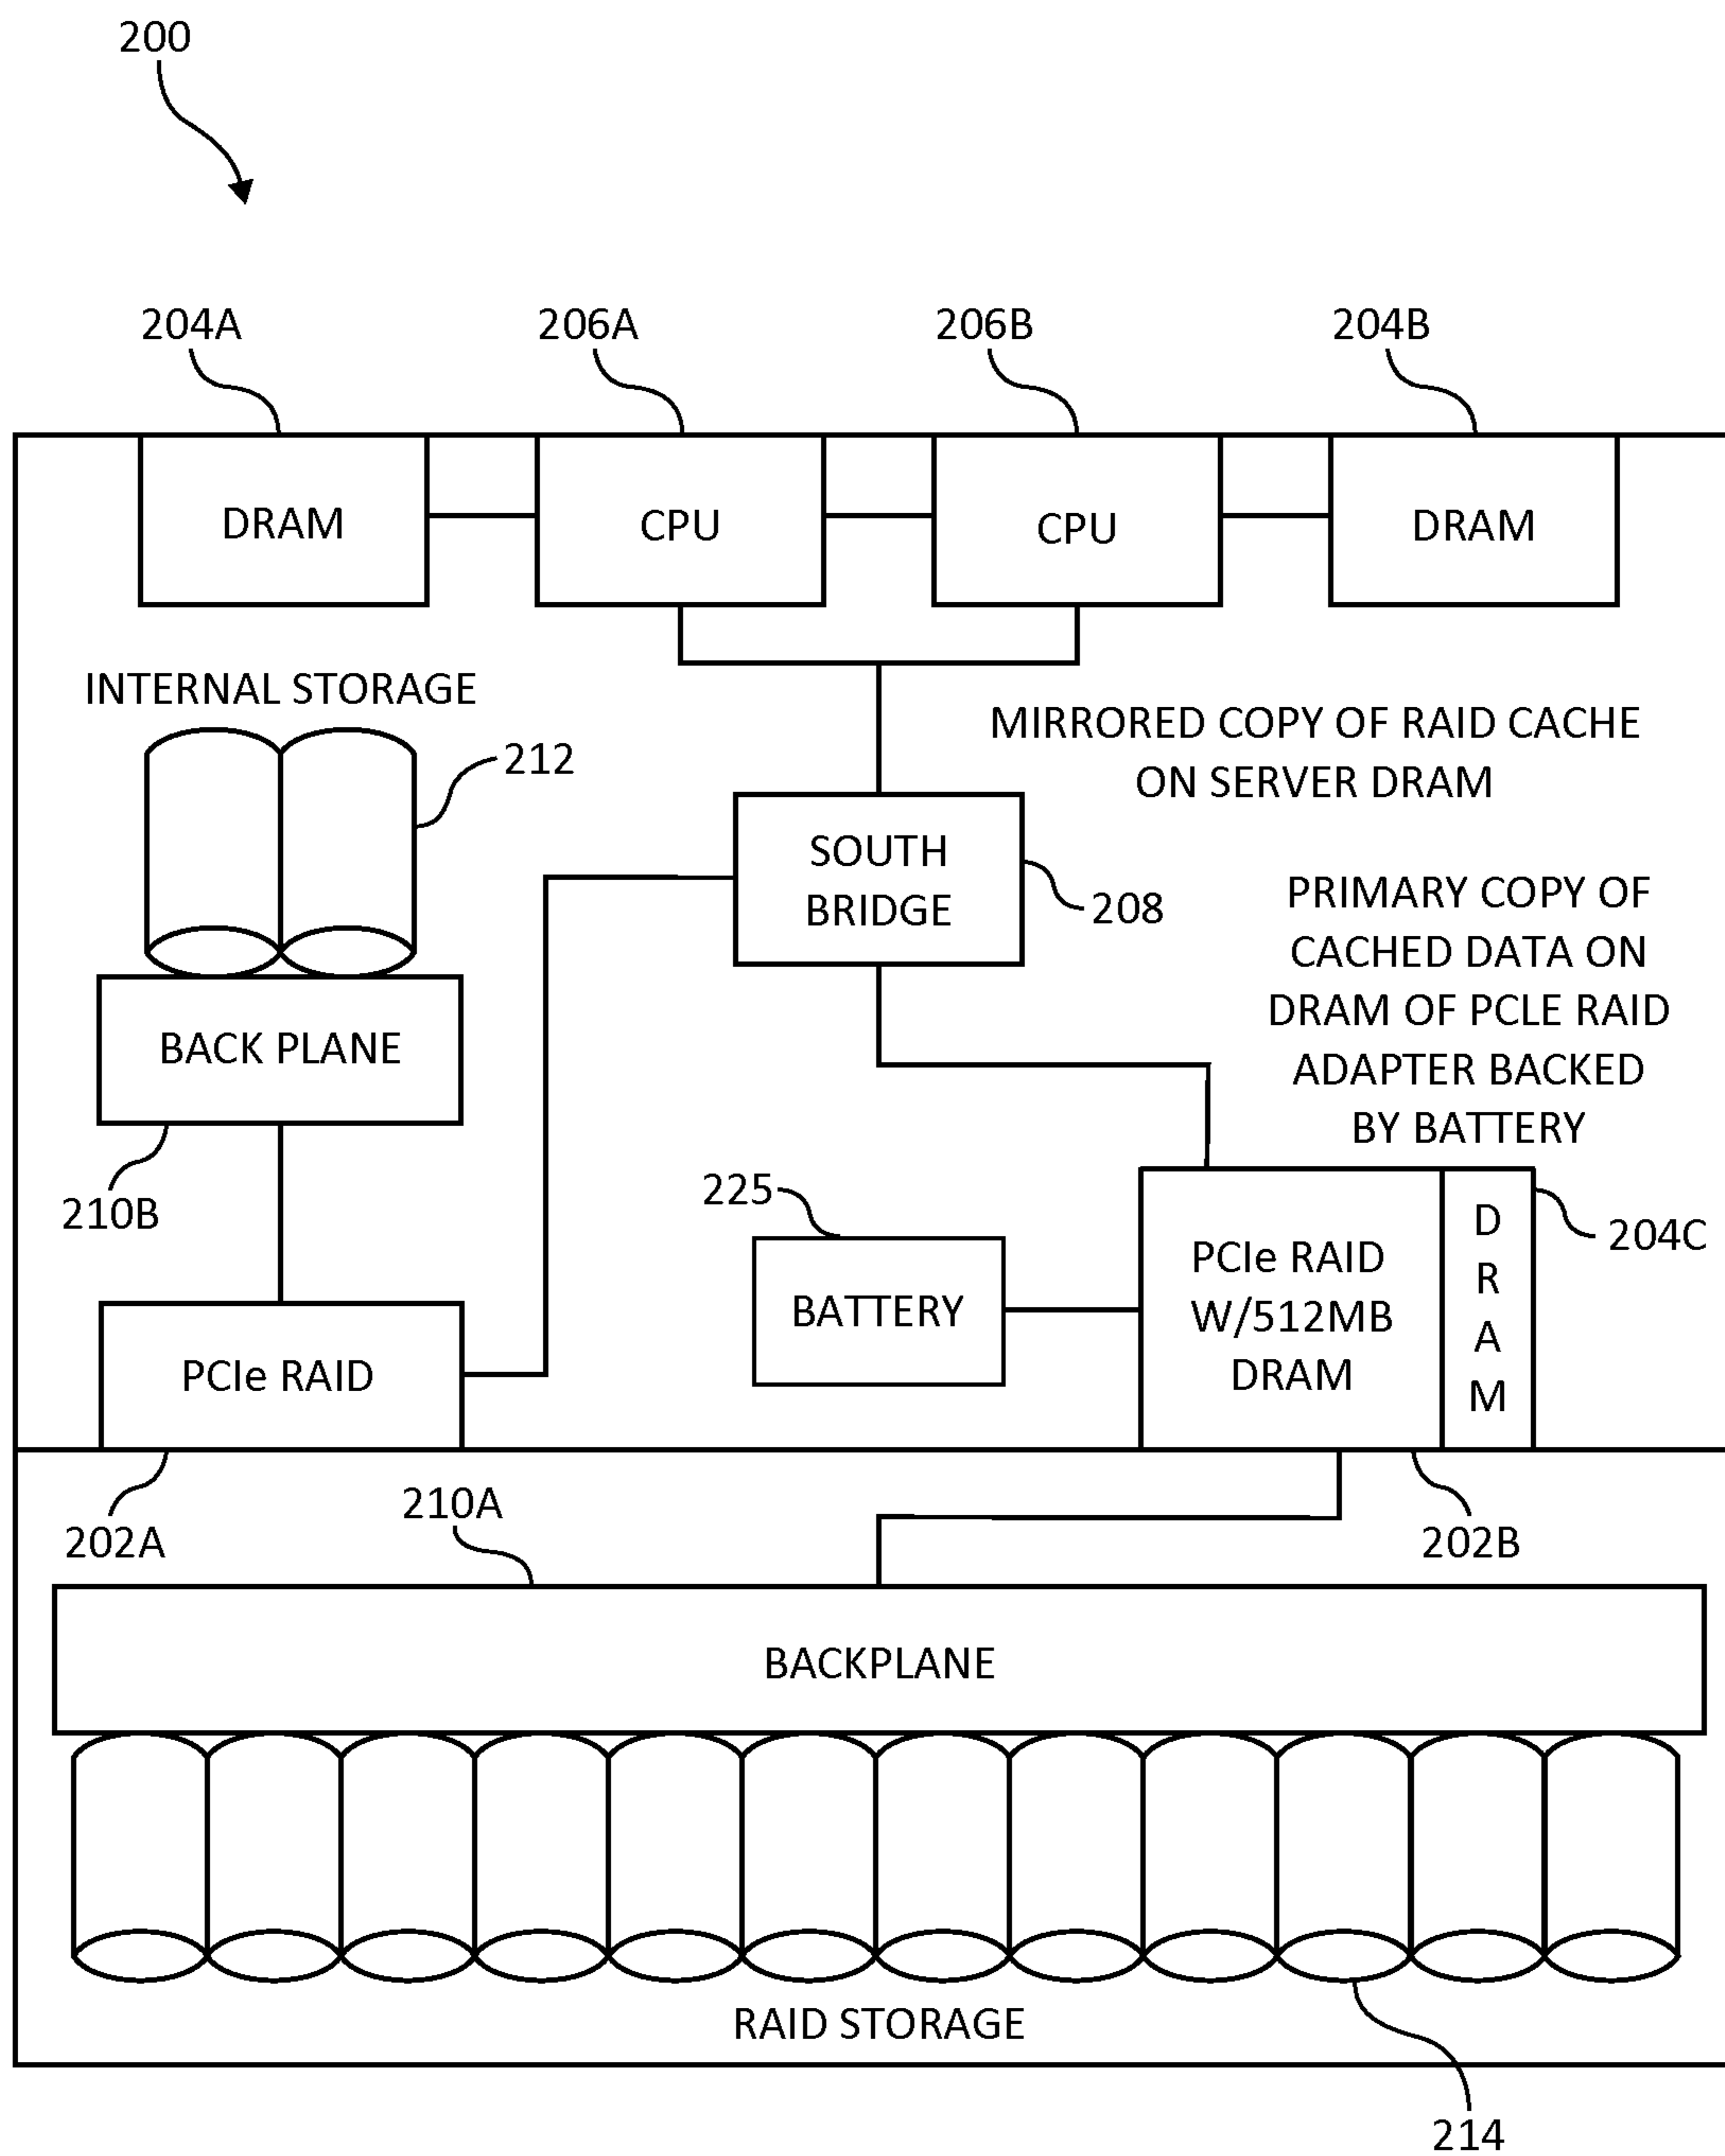 200
204A
206A
206B
204B
DRAM
CPU
CPU
DRAM
INTERNAL STORAGE
212
MIRRORED COPY OF RAID CACHE
ON SERVER DRAM
SOUTH
BRIDGE
208
PRIMARY COPY OF
CACHED DATA ON
DRAM OF PCLE RAID
ADAPTER BACKED
BY BATTERY
BACK PLANE
210B
225
BATTERY
PCIe RAID
W/512MB
DRAM
D
R
A
M
204C
PCIe RAID
202A
210A
202B
BACKPLANE
RAID STORAGE
214